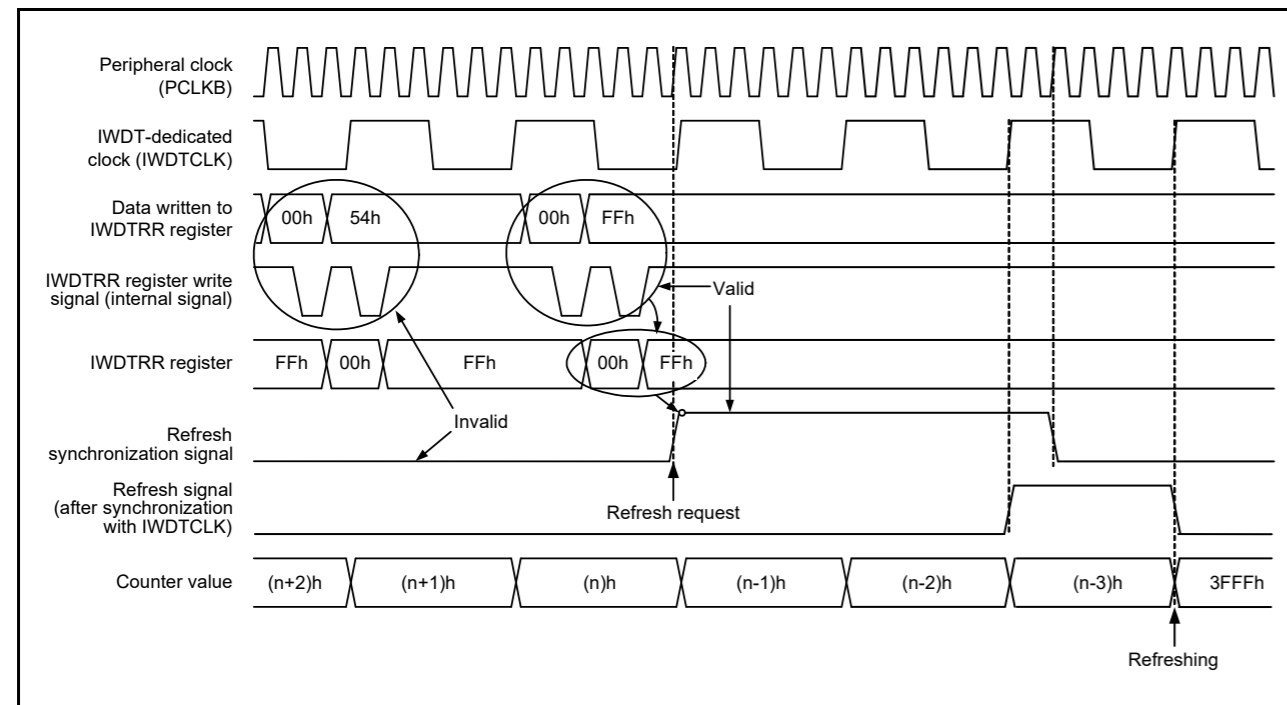 Peripheral clock
(PCLKB)
IWDT-dedicated
clock (IWDTCLK)
Data written to
IWDTRR register
00h 54h 00h FFh
IWDTRR register write
signal (internal signal)
Valid
IWDTRR register
FFh 00h FFh 00h FFh
Invalid
Refresh
synchronization signal
Refresh signal
(after synchronization
with IWDTCLK)
Refresh request
Counter value
(n+2)h (n+1)h (n)h (n-1)h (n-2)h (n-3)h 3FFFh
Refreshing